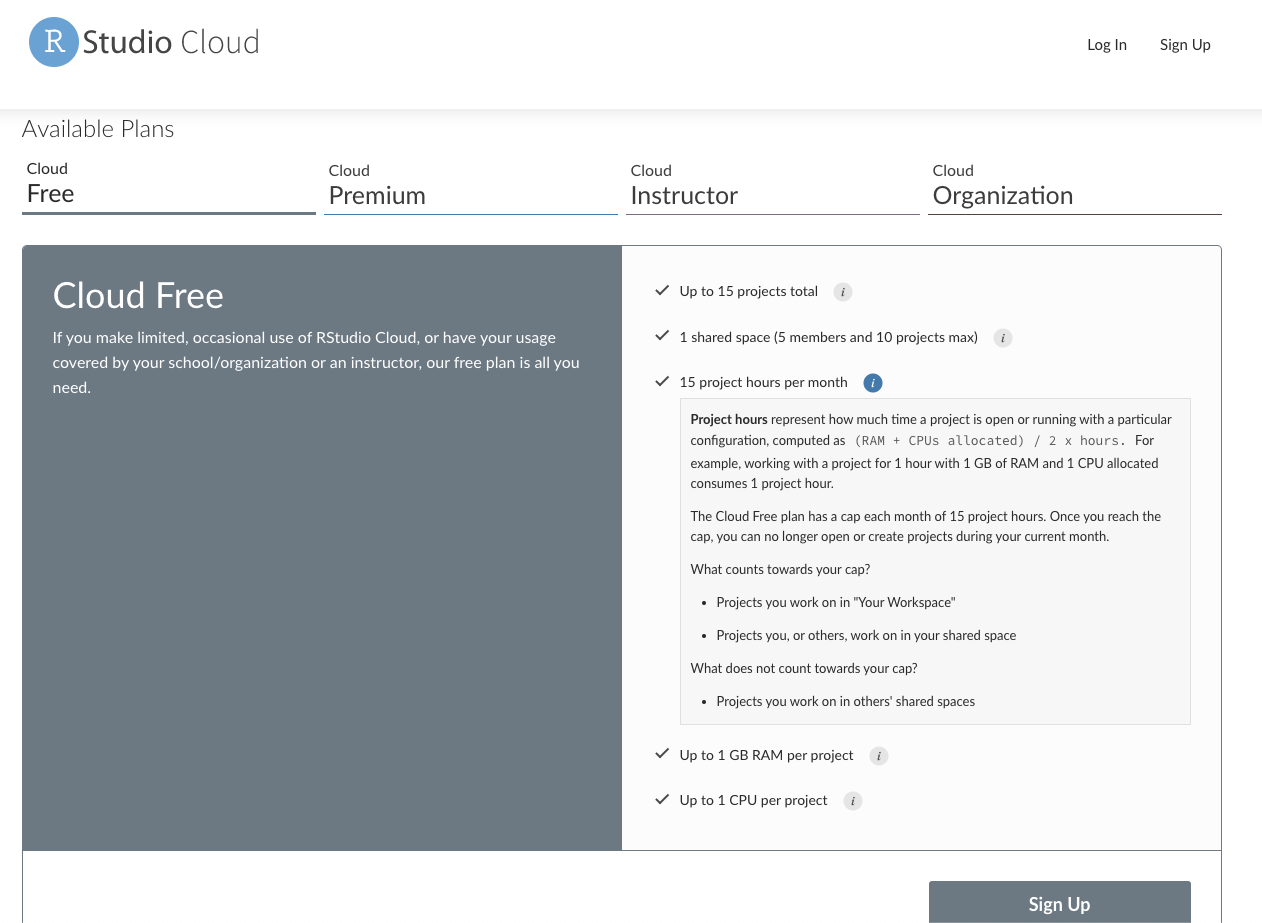 R Studio Cloud
Log In
Sign Up
Available Plans
Cloud
Free
Cloud
Premium
Cloud
Instructor
Cloud
Organization
Cloud Free
If you make limited, occasional use of RStudio Cloud, or have your usage
covered by your school/organization or an instructor, our free plan is all you
need.
Up to 15 projects total i
1 shared space (5 members and 10 projects max) i
15 project hours per month i
Project hours represent how much time a project is open or running with a particular
configuration, computed as (RAM + CPUs allocated) / 2 x hours. For
example, working with a project for 1 hour with 1 GB of RAM and 1 CPU allocated
consumes 1 project hour.
The Cloud Free plan has a cap each month of 15 project hours. Once you reach the
cap, you can no longer open or create projects during your current month.
What counts towards your cap?
• Projects you work on in "Your Workspace"
• Projects you, or others, work on in your shared space
What does not count towards your cap?
• Projects you work on in others' shared spaces
Up to 1 GB RAM per project i
Up to 1 CPU per project i
Sign Up